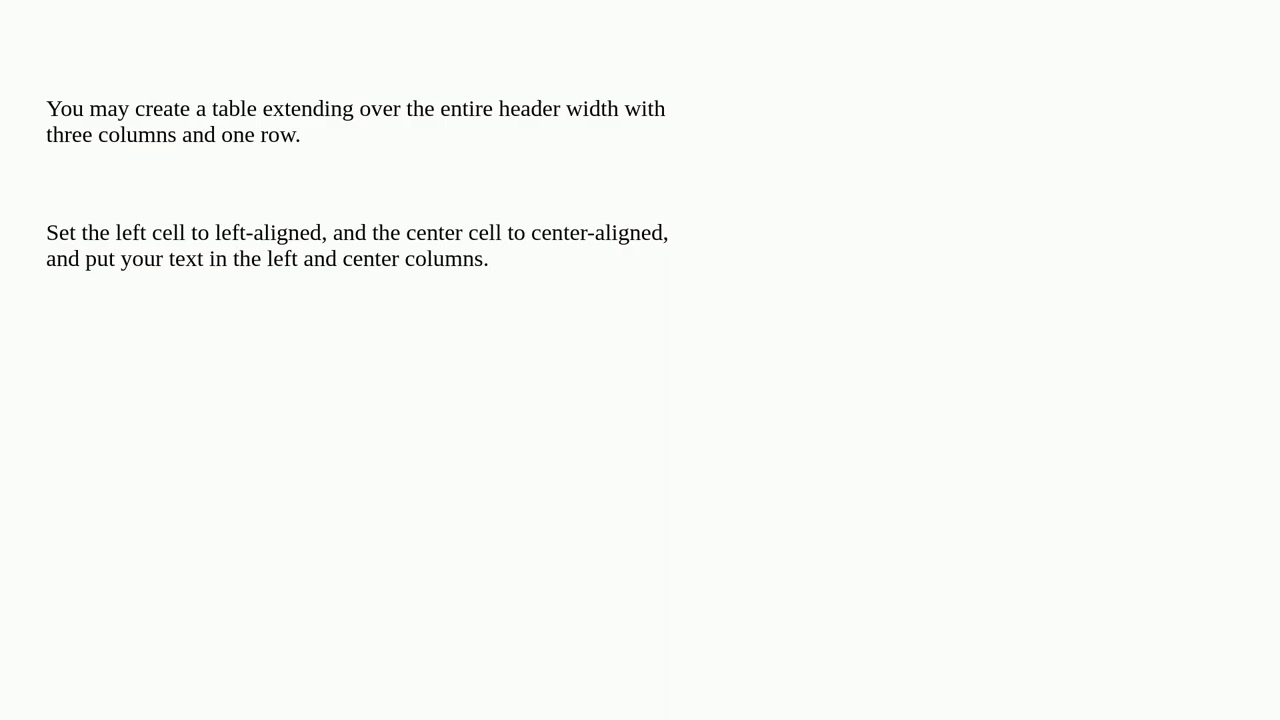 You may create a table extending over the entire header width with
three columns and one row.
Set the left cell to left-aligned, and the center cell to center-aligned,
and put your text in the left and center columns.